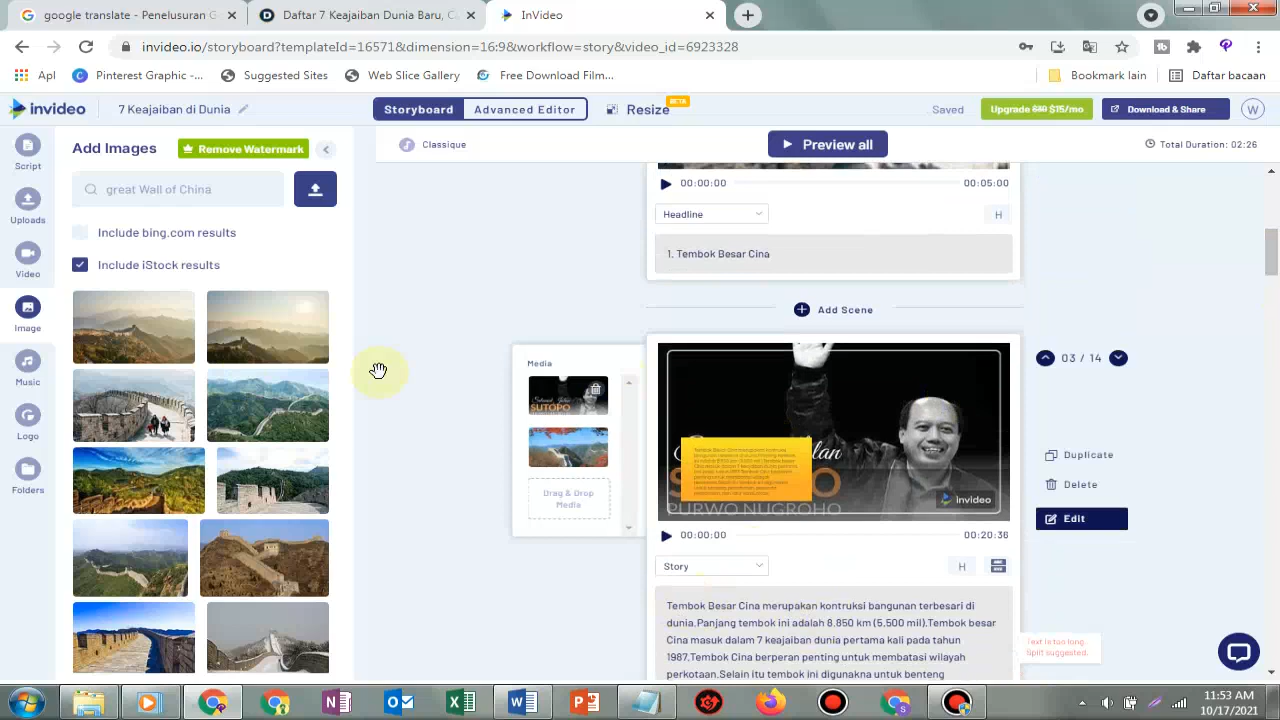 google translate - Penelusuran G
Daftar 7 Keajaiban Dunia Baru, C
InVideo
invideo.io/storyboard?templateId=16571&dimension=16:9&workflow=story&video_id=6923328
Apl
Pinterest Graphic -...
Suggested Sites
Web Slice Gallery
Free Download Film,...
Bookmark lain
Daftar bacaan
invideo
7 Keajaiban di Dunia
Storyboard
Advanced Editor
Resize
BETA
Saved
Upgrade $30 $15/mo
Download & Share
W
Script
Add Images
Remove Watermark
Classique
Preview all
Total Duration: 02:26
great Wall of China
00:00:00
00:05:00
Uploads
Headline
H
Include bing.com results
1. Tembok Besar Cina
Video
Include iStock results
Image
Add Scene
Media
03 / 14
Music
SUTOPO
Logo
Duplicate
Folders
Drag & Drop
Media
Delete
invideo
PURWO NUGROHO
Edit
00:00:00
00:20:36
Story
H
Tembok Besar Cina merupakan kontruksi bangunan terbesari di
dunia.Panjang tembok ini adalah 8.850 km (5.500 mil).Tembok besar
Cina masuk dalam 7 keajaiban dunia pertama kali pada tahun
1987.Tembok Cina berperan penting untuk membatasi wilayah
perkotaan.Selain itu tembok ini digunakna untuk benteng
Text is too long.
Split suggested.
11:53 AM
10/17/2021